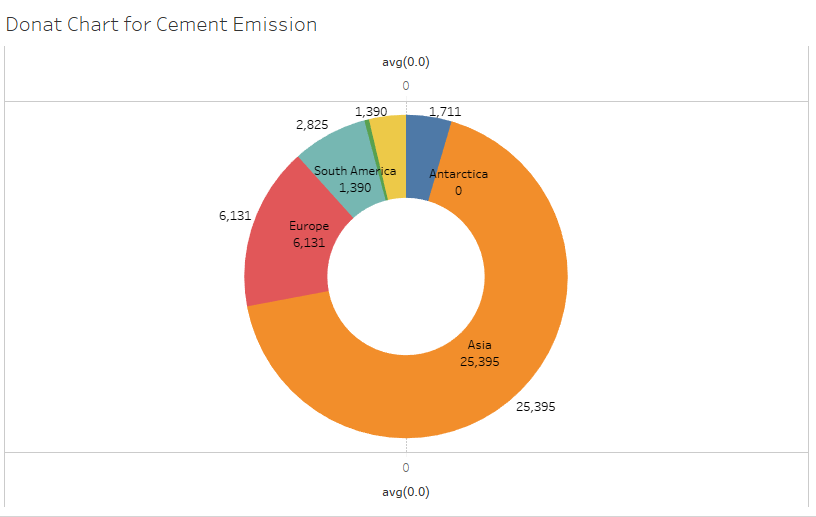 Donat Chart for Cement Emission
avg(0.0)
0
1,390
1,711
2,825
South America
1,390
Antarctica
0
6,131
Europe
6,131
Asia
25,395
25,395
0
avg(0.0)